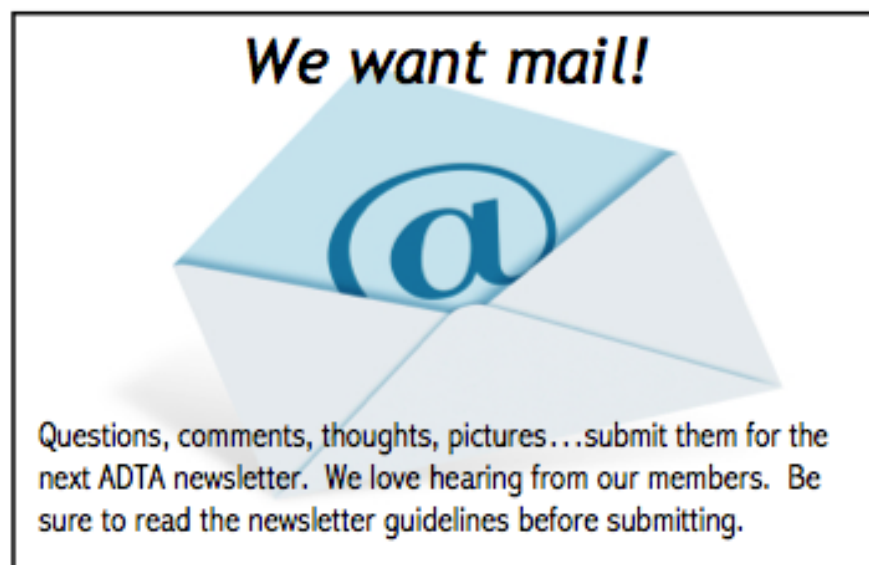 We want mail!
@
Questions, comments, thoughts, pictures...submit them for the
next ADTA newsletter.  We love hearing from our members.  Be
sure to read the newsletter guidelines before submitting.